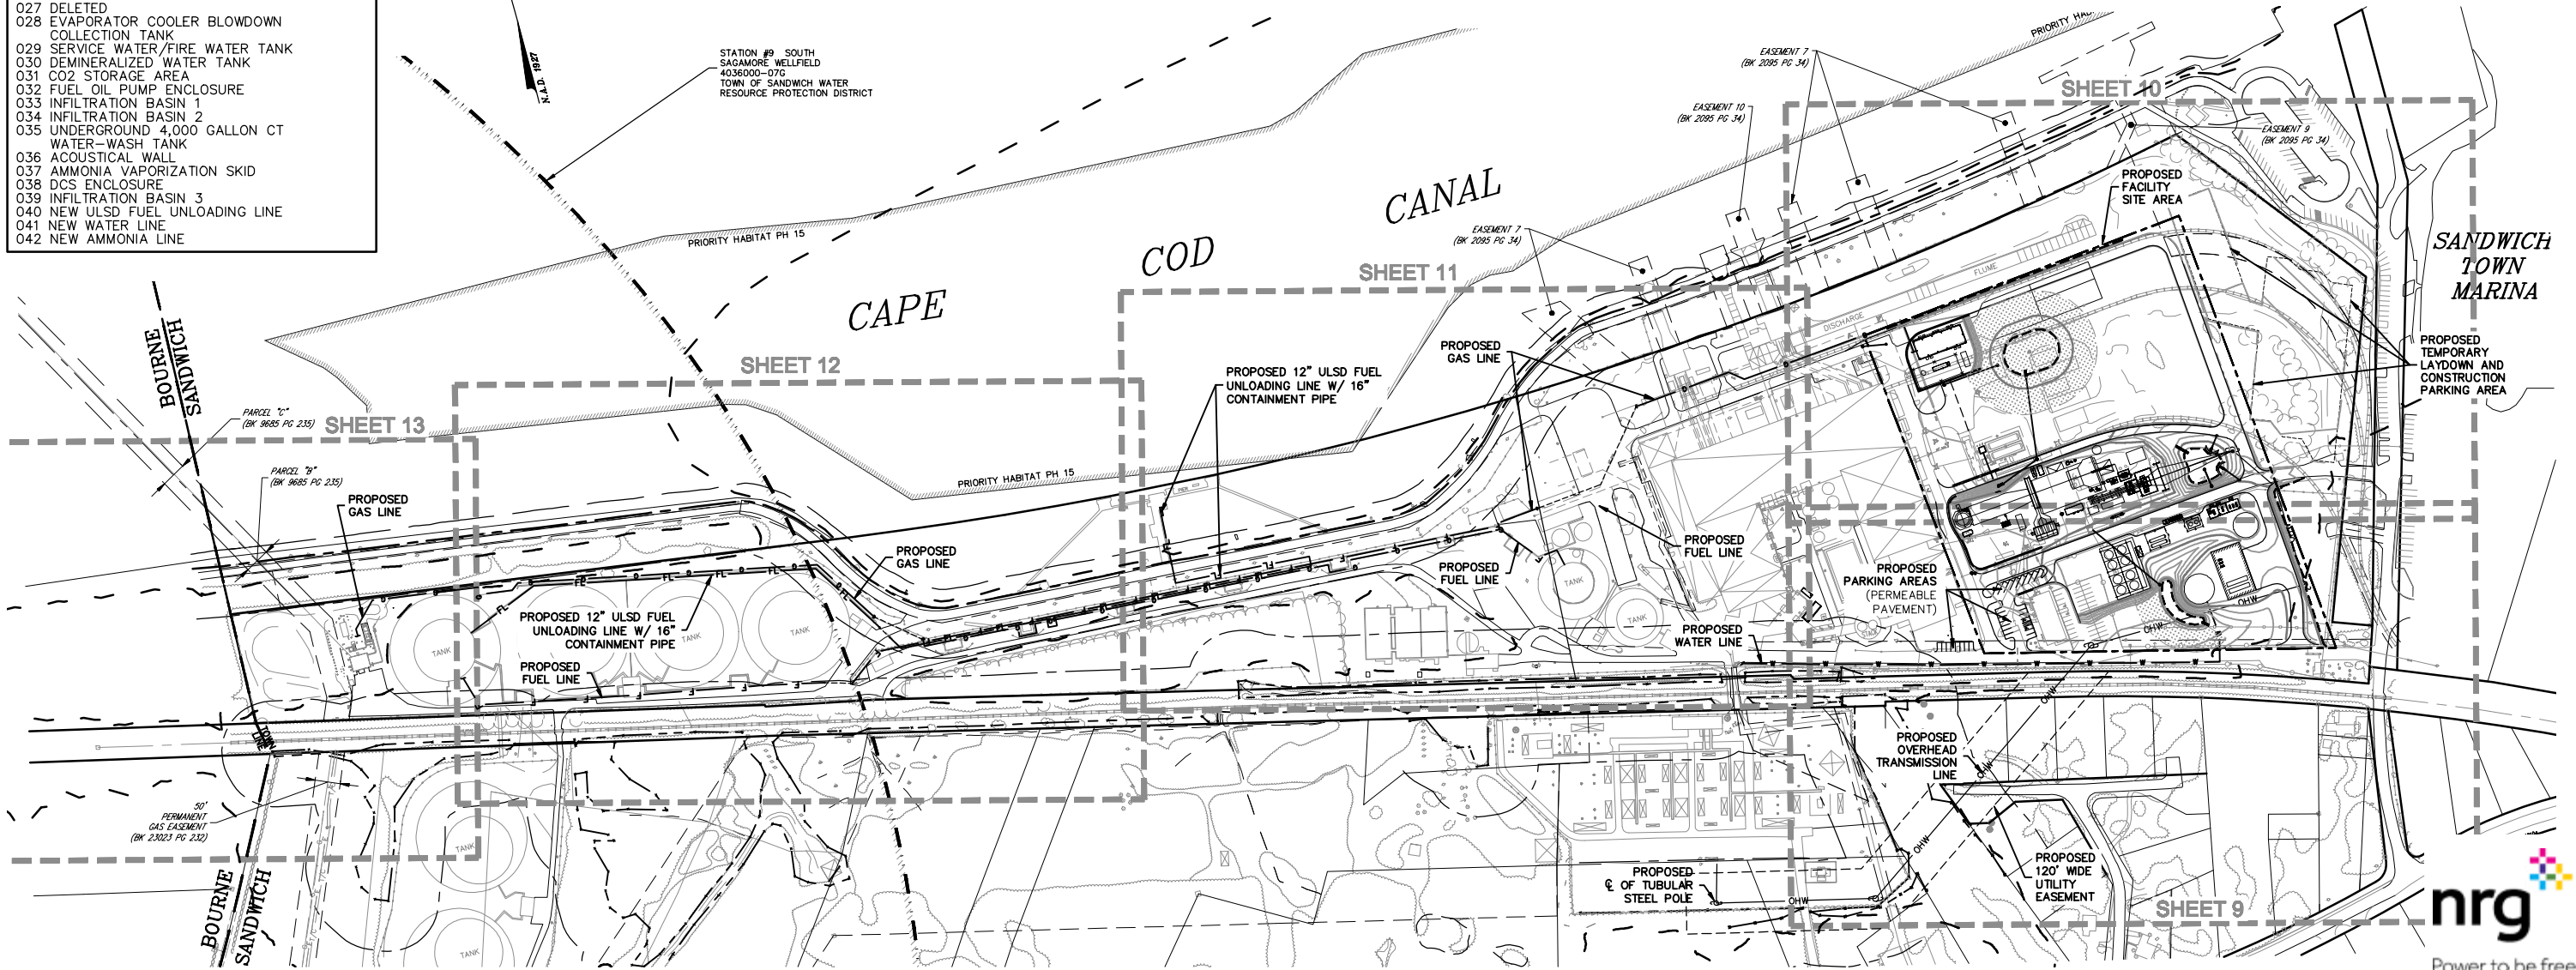 027 DELETED
028 EVAPORATOR COOLER BLOWDOWN
COLLECTION TANK
029 SERVICE WATER/FIRE WATER TANK
030 DEMINERALIZED WATER TANK
031 CO2 STORAGE AREA
032 FUEL OIL PUMP ENCLOSURE
033 INFILTRATION BASIN 1
034 INFILTRATION BASIN 2
035 UNDERGROUND 4,000 GALLON CT
WATER-WASH TANK
036 ACOUSTICAL WALL
037 AMMONIA VAPORIZATION SKID
038 DCS ENCLOSURE
039 INFILTRATION BASIN 3
040 NEW ULSD FUEL UNLOADING LINE
041 NEW WATER LINE
042 NEW AMMONIA LINE
N.A.D. 1927
STATION #9 SOUTH
SAGAMORE WELLFIELD
4036000-07G
TOWN OF SANDWICH WATER
RESOURCE PROTECTION DISTRICT
CAPE
COD
CANAL
PRIORITY HABITAT PH 15
PRIORITY HABITAT PH 15
EASEMENT 7
(BK 2095 PG 34)
EASEMENT 10
(BK 2095 PG 34)
EASEMENT 7
(BK 2095 PG 34)
EASEMENT 9
(BK 2095 PG 34)
SHEET 10
SHEET 11
SHEET 12
SHEET 13
SHEET 9
PROPOSED
FACILITY
SITE AREA
SANDWICH
TOWN
MARINA
PROPOSED
TEMPORARY
LAYDOWN AND
CONSTRUCTION
PARKING AREA
FLUME
DISCHARGE
BOURNE
SANDWICH
PARCEL "C"
(BK 9685 PG 235)
PARCEL "B"
(BK 9685 PG 235)
PROPOSED
GAS LINE
PROPOSED 12" ULSD FUEL
UNLOADING LINE W/ 16"
CONTAINMENT PIPE
PROPOSED
FUEL LINE
PROPOSED
GAS LINE
PROPOSED 12" ULSD FUEL
UNLOADING LINE W/ 16"
CONTAINMENT PIPE
PROPOSED
GAS LINE
PROPOSED
FUEL LINE
PROPOSED
FUEL LINE
PROPOSED
WATER LINE
PROPOSED
PARKING AREAS
(PERMEABLE
PAVEMENT)
PROPOSED
OVERHEAD
TRANSMISSION
LINE
PROPOSED
120' WIDE
UTILITY
EASEMENT
PROPOSED
℄ OF TUBULAR
STEEL POLE
TANK
TANK
TANK
TANK
TANK
TANK
TANK
OHW
OHW
OHW
OHW
OHW
OHW
TOWN
LINE
50'
PERMANENT
GAS EASEMENT
(BK 23023 PG 232)
BOURNE
SANDWICH
nrg
Power to be free